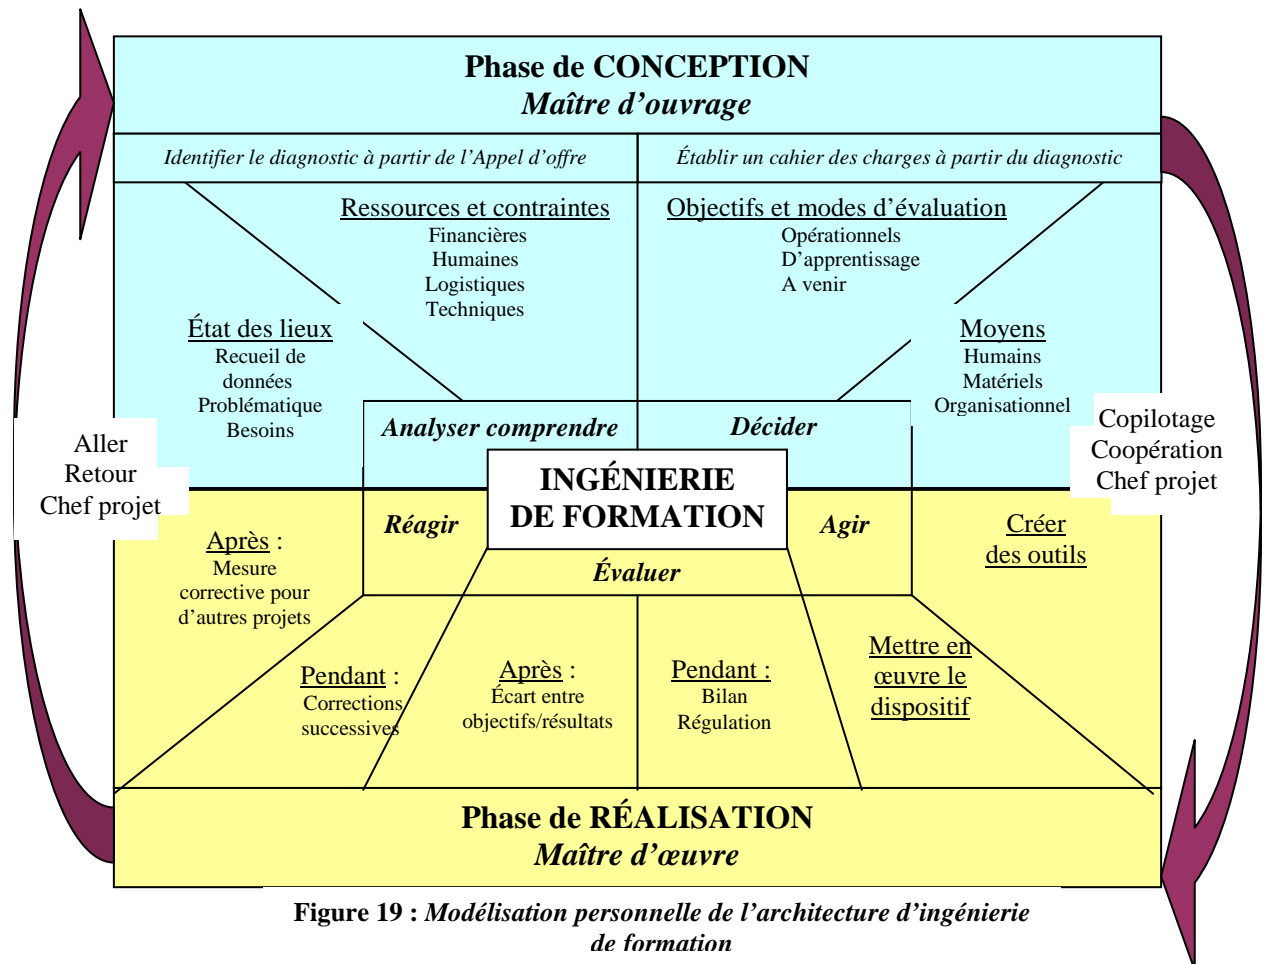 Phase de CONCEPTION
Maître d’ouvrage
Identifier le diagnostic à partir de l’Appel d’offre
Établir un cahier des charges à partir du diagnostic
Ressources et contraintes
Financières
Humaines
Logistiques
Techniques
Objectifs et modes d’évaluation
Opérationnels
D’apprentissage
A venir
État des lieux
Recueil de
données
Problématique
Besoins
Moyens
Humains
Matériels
Organisationnel
Analyser comprendre
Décider
Aller
Retour
Chef projet
Copilotage
Coopération
Chef projet
INGÉNIERIE
DE FORMATION
Réagir
Agir
Évaluer
Après :
Mesure
corrective pour
d’autres projets
Créer
des outils
Pendant :
Corrections
successives
Après :
Écart entre
objectifs/résultats
Pendant :
Bilan
Régulation
Mettre en
œuvre le
dispositif
Phase de RÉALISATION
Maître d’œuvre
Figure 19 : Modélisation personnelle de l’architecture d’ingénierie
de formation